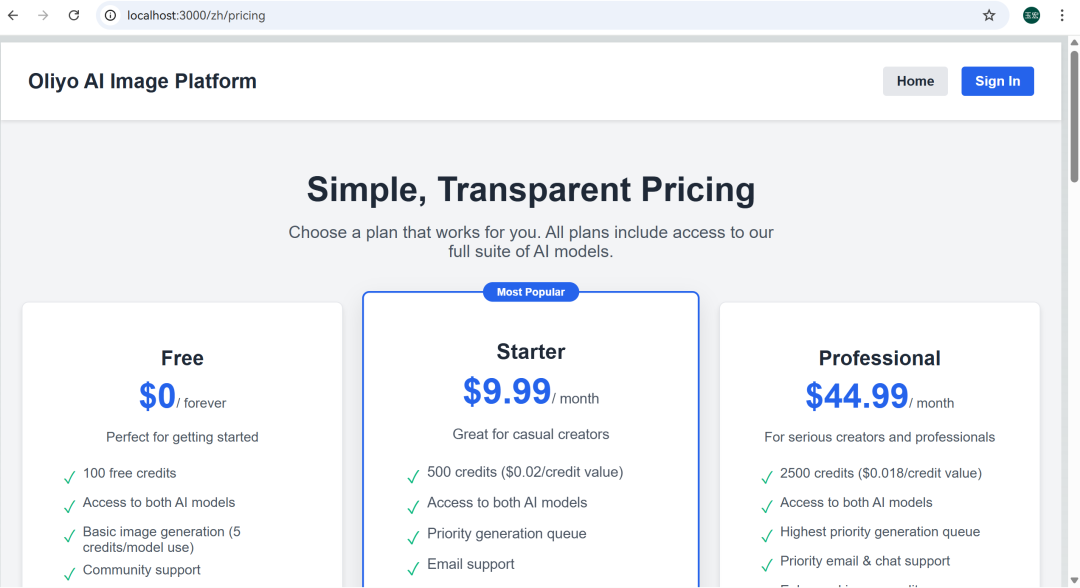 localhost:3000/zh/pricing
Oliyo AI Image Platform
Home
Sign In
Simple, Transparent Pricing
Choose a plan that works for you. All plans include access to our
full suite of AI models.
Free
$0/ forever
Perfect for getting started
100 free credits
Access to both AI models
Basic image generation (5
credits/model use)
Community support
Most Popular
Starter
$9.99/ month
Great for casual creators
500 credits ($0.02/credit value)
Access to both AI models
Priority generation queue
Email support
Professional
$44.99/ month
For serious creators and professionals
2500 credits ($0.018/credit value)
Access to both AI models
Highest priority generation queue
Priority email & chat support